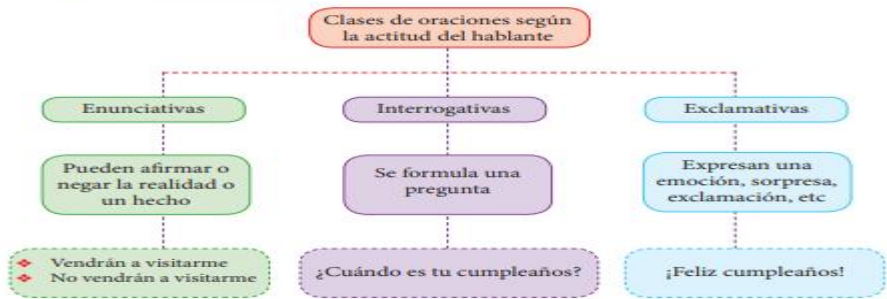 Clases de oraciones según
la actitud del hablante
Enunciativas
Interrogativas
Exclamativas
Pueden afirmar o
negar la realidad o
un hecho
Se formula una
pregunta
Expresan una
emoción, sorpresa,
exclamación, etc
❖ Vendrán a visitarme
❖ No vendrán a visitarme
¿Cuándo es tu cumpleaños?
¡Feliz cumpleaños!